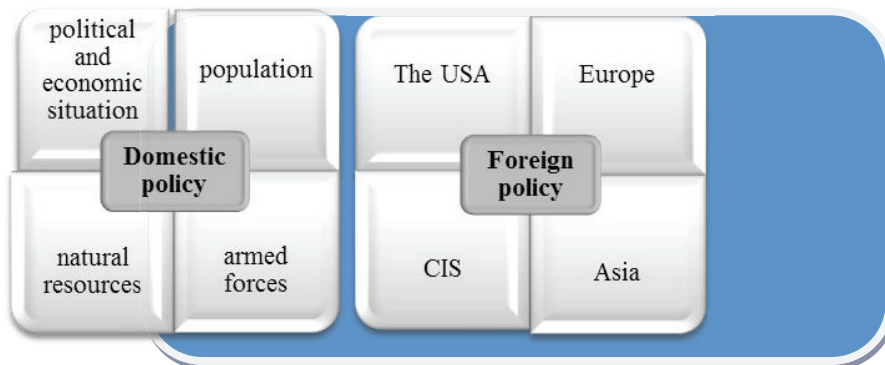 political
and
economic
situation
population
Domestic
policy
natural
resources
armed
forces
The USA
Europe
Foreign
policy
CIS
Asia